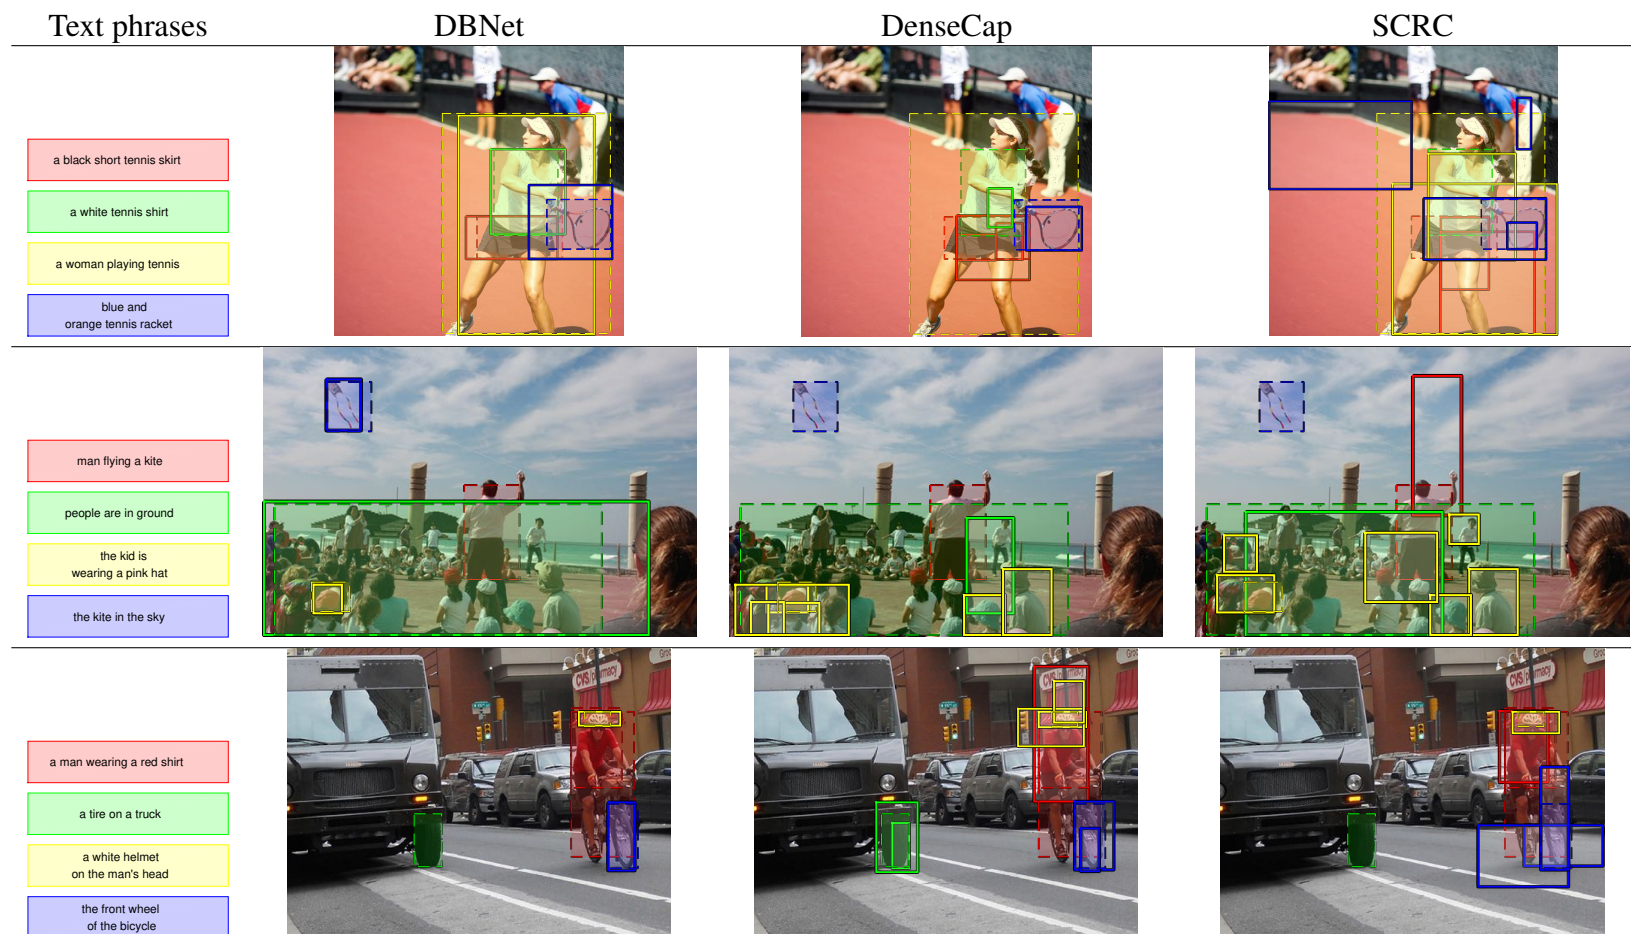 Text phrases DBNet DenseCap SCRC
a black short tennis skirt
a white tennis shirt
a woman playing tennis
blue and
orange tennis racket
man flying a kite
people are in ground
the kid is
wearing a pink hat
the kite in the sky
CVS/pharmacy
a man wearing a red shirt
a tire on a truck
a white helmet
on the man's head
the front wheel
of the bicycle